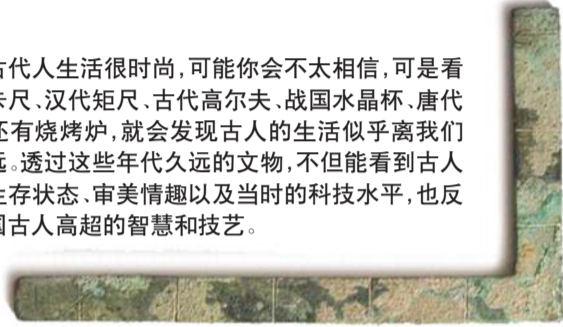 古代人生活很时尚，可能你会不太相信，可是看
卡尺、汉代矩尺、古代高尔夫、战国水晶杯、唐代
还有烧烤炉，就会发现古人的生活似乎离我们
远。透过这些年代久远的文物，不但能看到古人
生存状态、审美情趣以及当时的科技水平，也反
国古人高超的智慧和技艺。